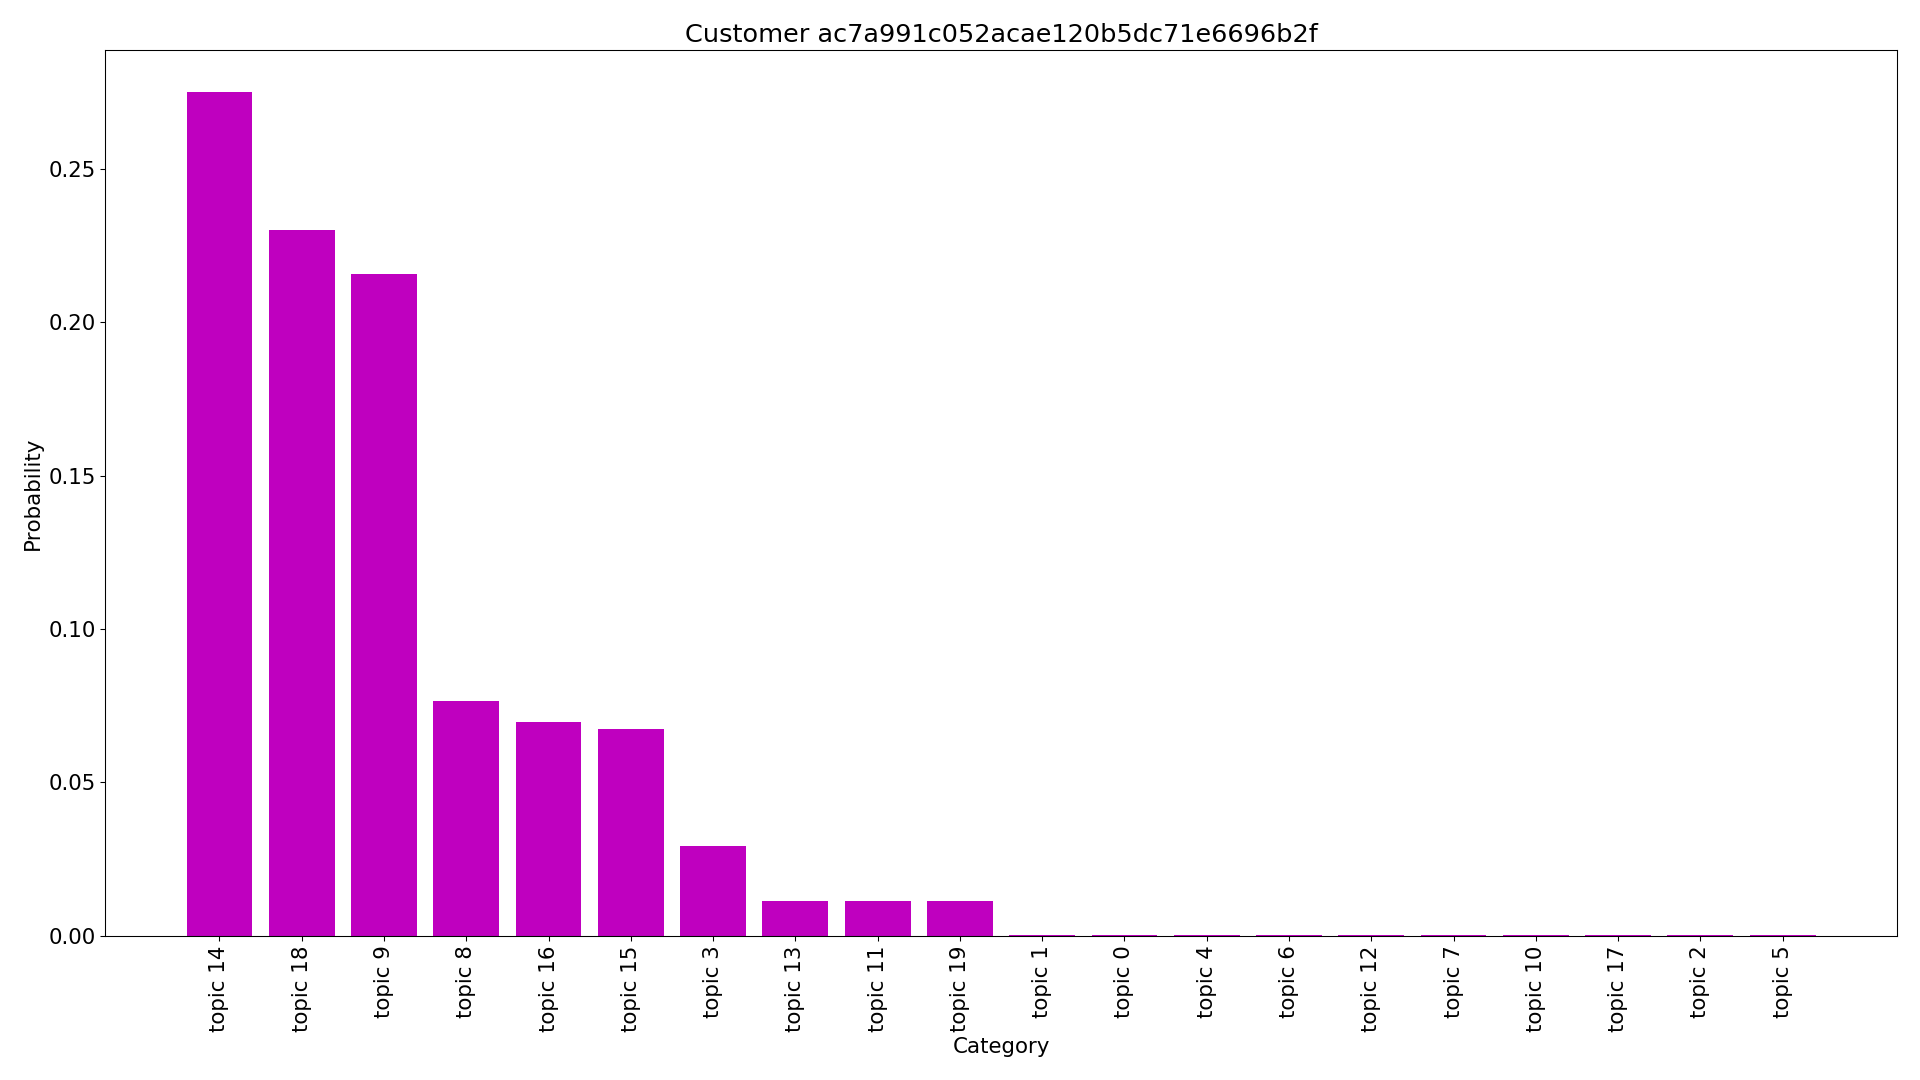 Customer ac7a991c052acae120b5dc71e6696b2f
Probability
0.25
0.20
0.15
0.10
0.05
0.00
topic 14
topic 18
topic 9
topic 8
topic 16
topic 15
topic 3
topic 13
topic 11
topic 19
topic 1
topic 0
topic 4
topic 6
topic 12
topic 7
topic 10
topic 17
topic 2
topic 5
Category